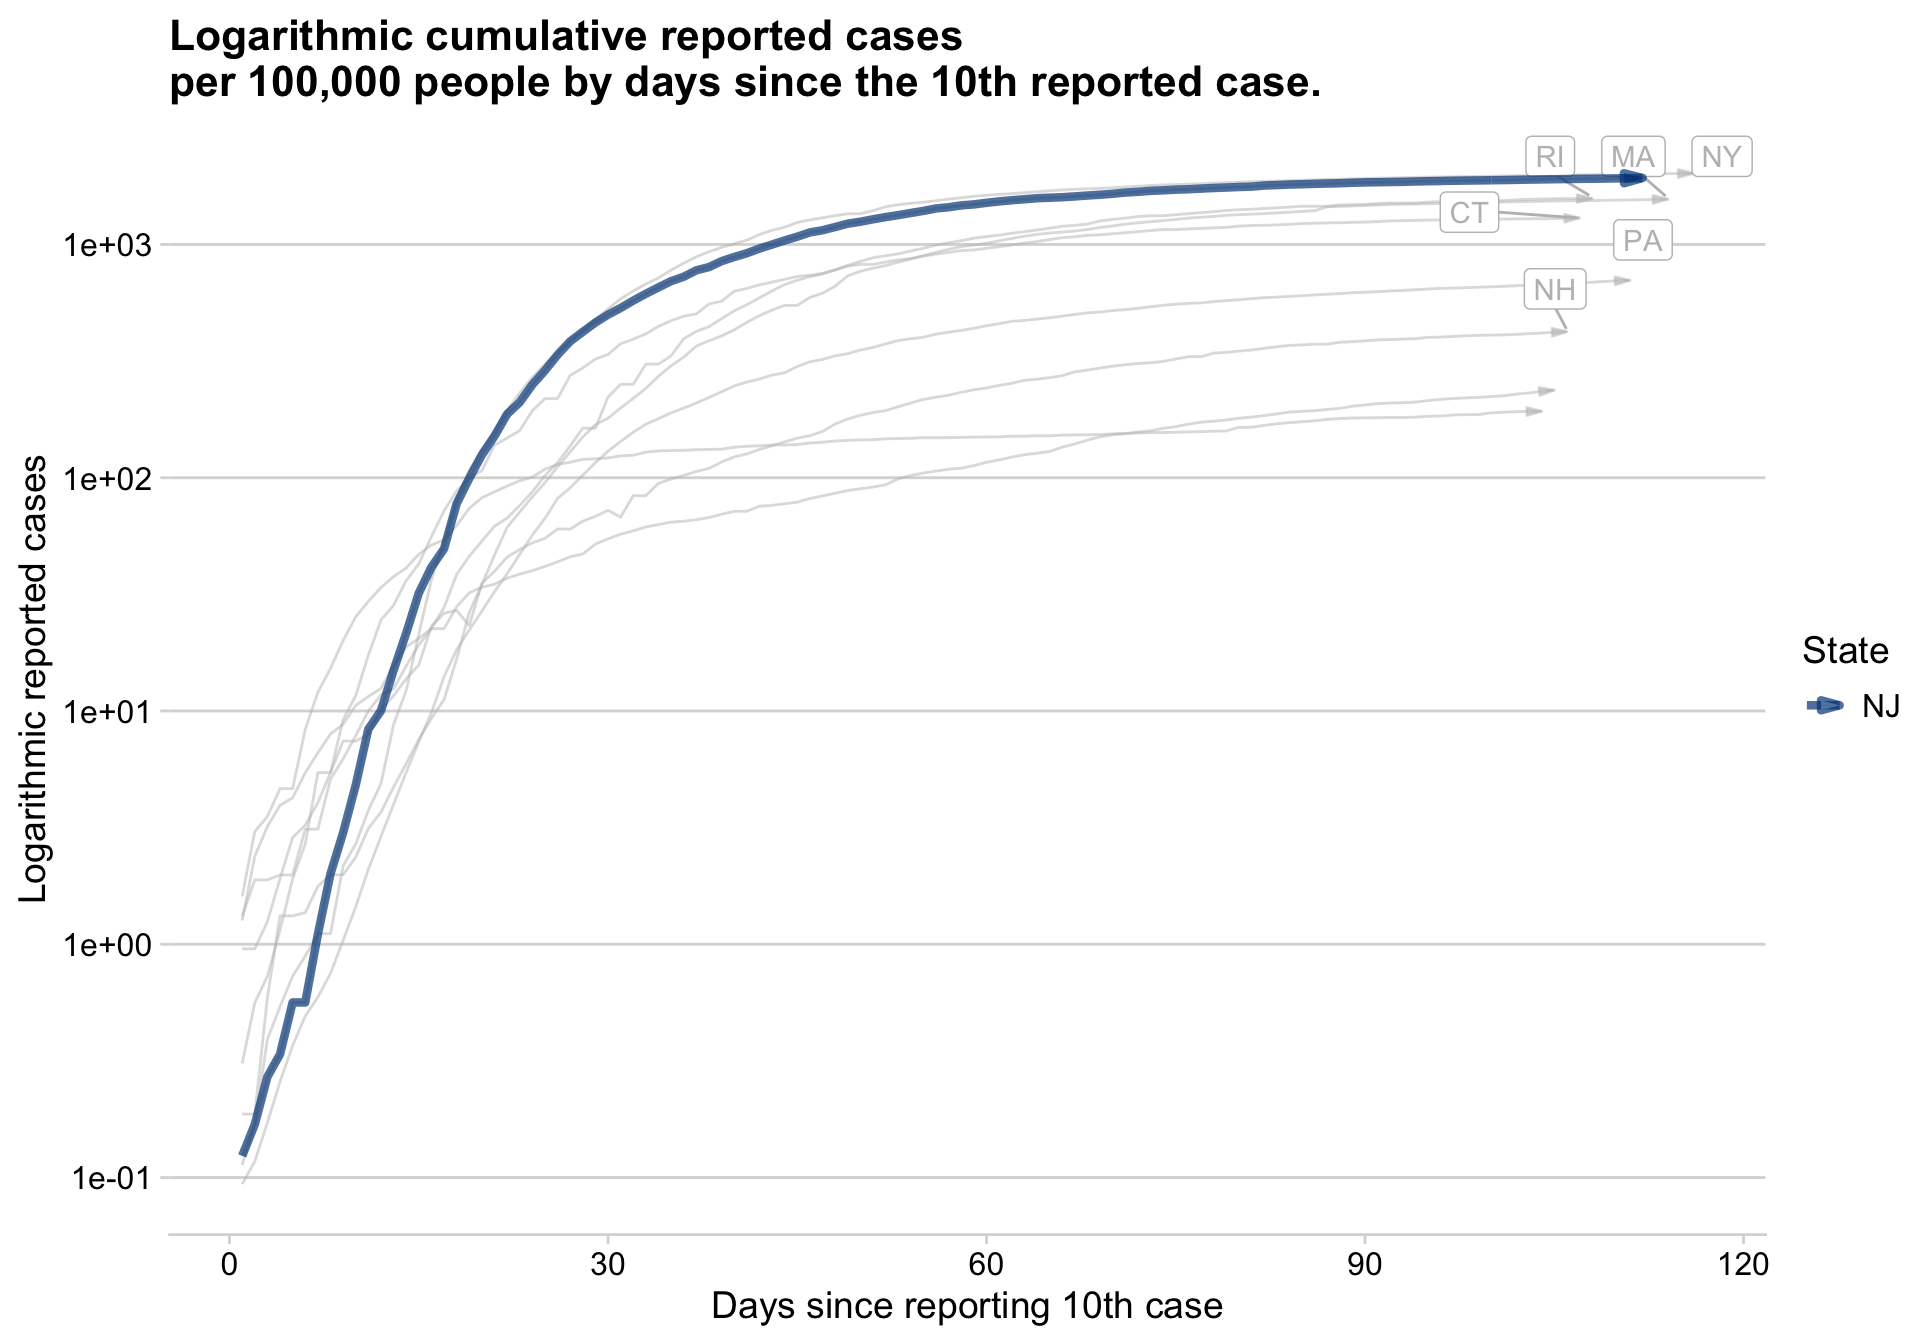 Logarithmic cumulative reported cases
per 100,000 people by days since the 10th reported case.
RI
MA
NY
CT
PA
NH
1e+03
1e+02
1e+01
1e+00
1e-01
Logarithmic reported cases
0
30
60
90
120
Days since reporting 10th case
State
NJ